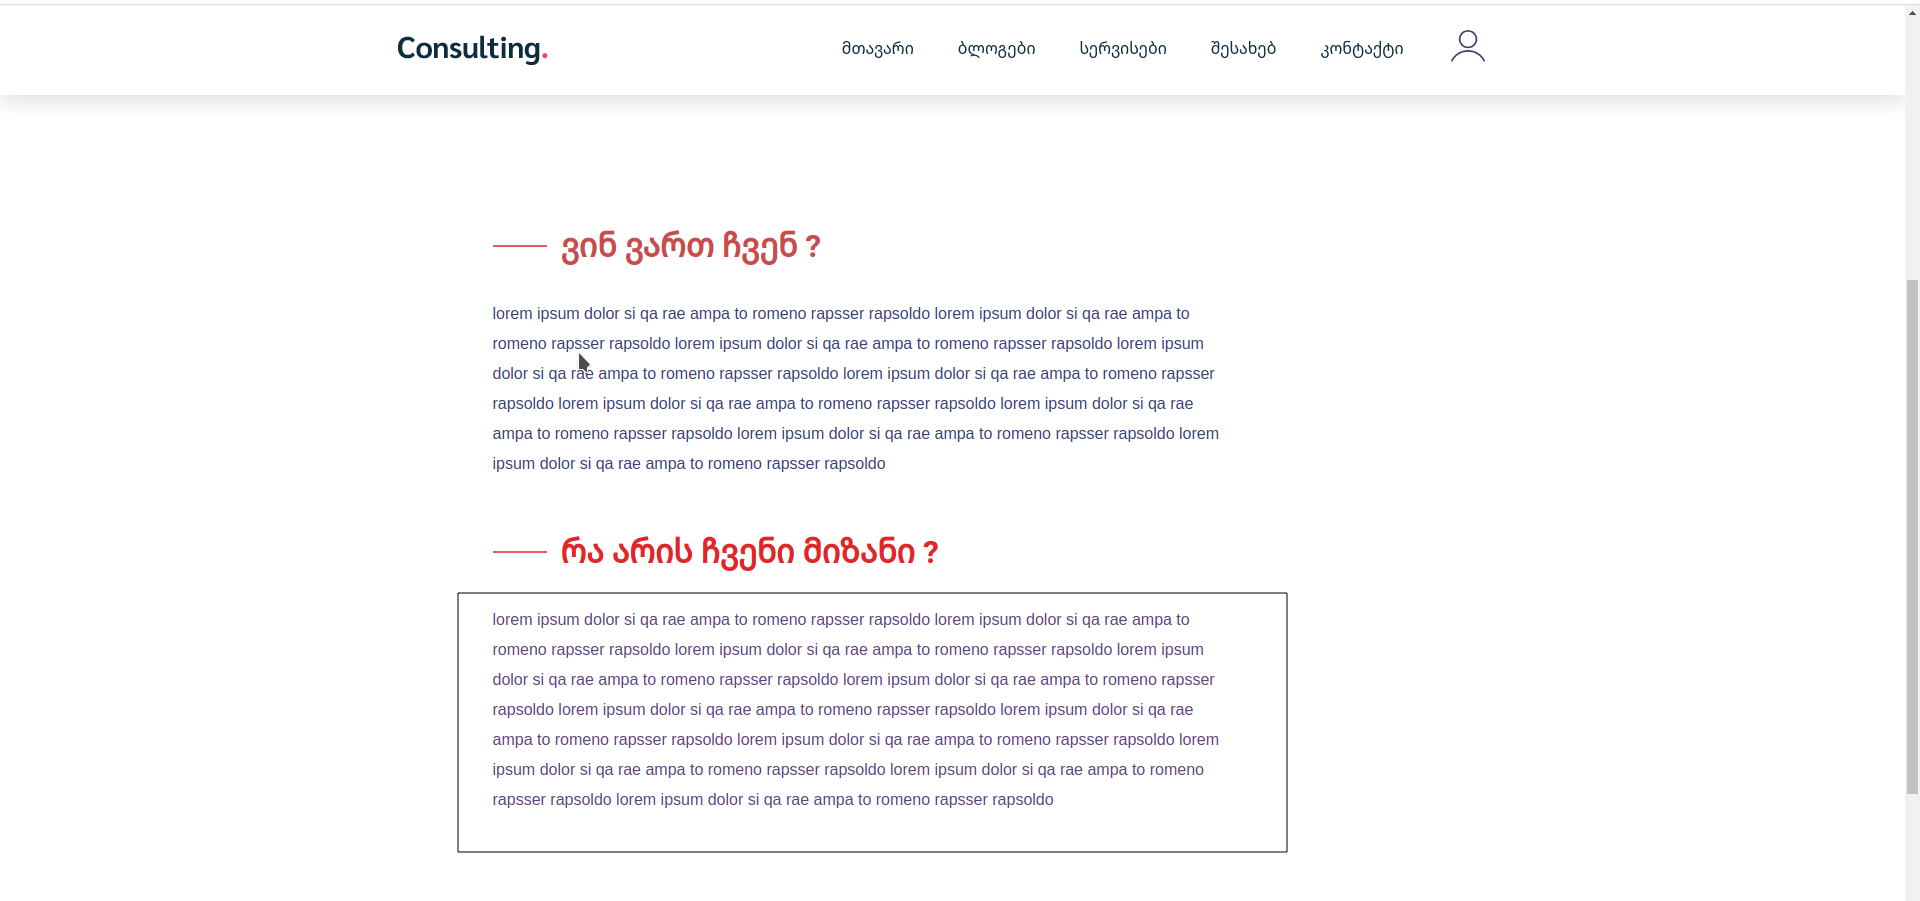 Consulting.
მთავარი ბლოგები სერვისები შესახებ კონტაქტი
ვინ ვართ ჩვენ ?
lorem ipsum dolor si qa rae ampa to romeno rapsser rapsoldo lorem ipsum dolor si qa rae ampa to
romeno rapsser rapsoldo lorem ipsum dolor si qa rae ampa to romeno rapsser rapsoldo lorem ipsum
dolor si qa rae ampa to romeno rapsser rapsoldo lorem ipsum dolor si qa rae ampa to romeno rapsser
rapsoldo lorem ipsum dolor si qa rae ampa to romeno rapsser rapsoldo lorem ipsum dolor si qa rae
ampa to romeno rapsser rapsoldo lorem ipsum dolor si qa rae ampa to romeno rapsser rapsoldo lorem
ipsum dolor si qa rae ampa to romeno rapsser rapsoldo
რა არის ჩვენი მიზანი ?
lorem ipsum dolor si qa rae ampa to romeno rapsser rapsoldo lorem ipsum dolor si qa rae ampa to
romeno rapsser rapsoldo lorem ipsum dolor si qa rae ampa to romeno rapsser rapsoldo lorem ipsum
dolor si qa rae ampa to romeno rapsser rapsoldo lorem ipsum dolor si qa rae ampa to romeno rapsser
rapsoldo lorem ipsum dolor si qa rae ampa to romeno rapsser rapsoldo lorem ipsum dolor si qa rae
ampa to romeno rapsser rapsoldo lorem ipsum dolor si qa rae ampa to romeno rapsser rapsoldo lorem
ipsum dolor si qa rae ampa to romeno rapsser rapsoldo lorem ipsum dolor si qa rae ampa to romeno
rapsser rapsoldo lorem ipsum dolor si qa rae ampa to romeno rapsser rapsoldo